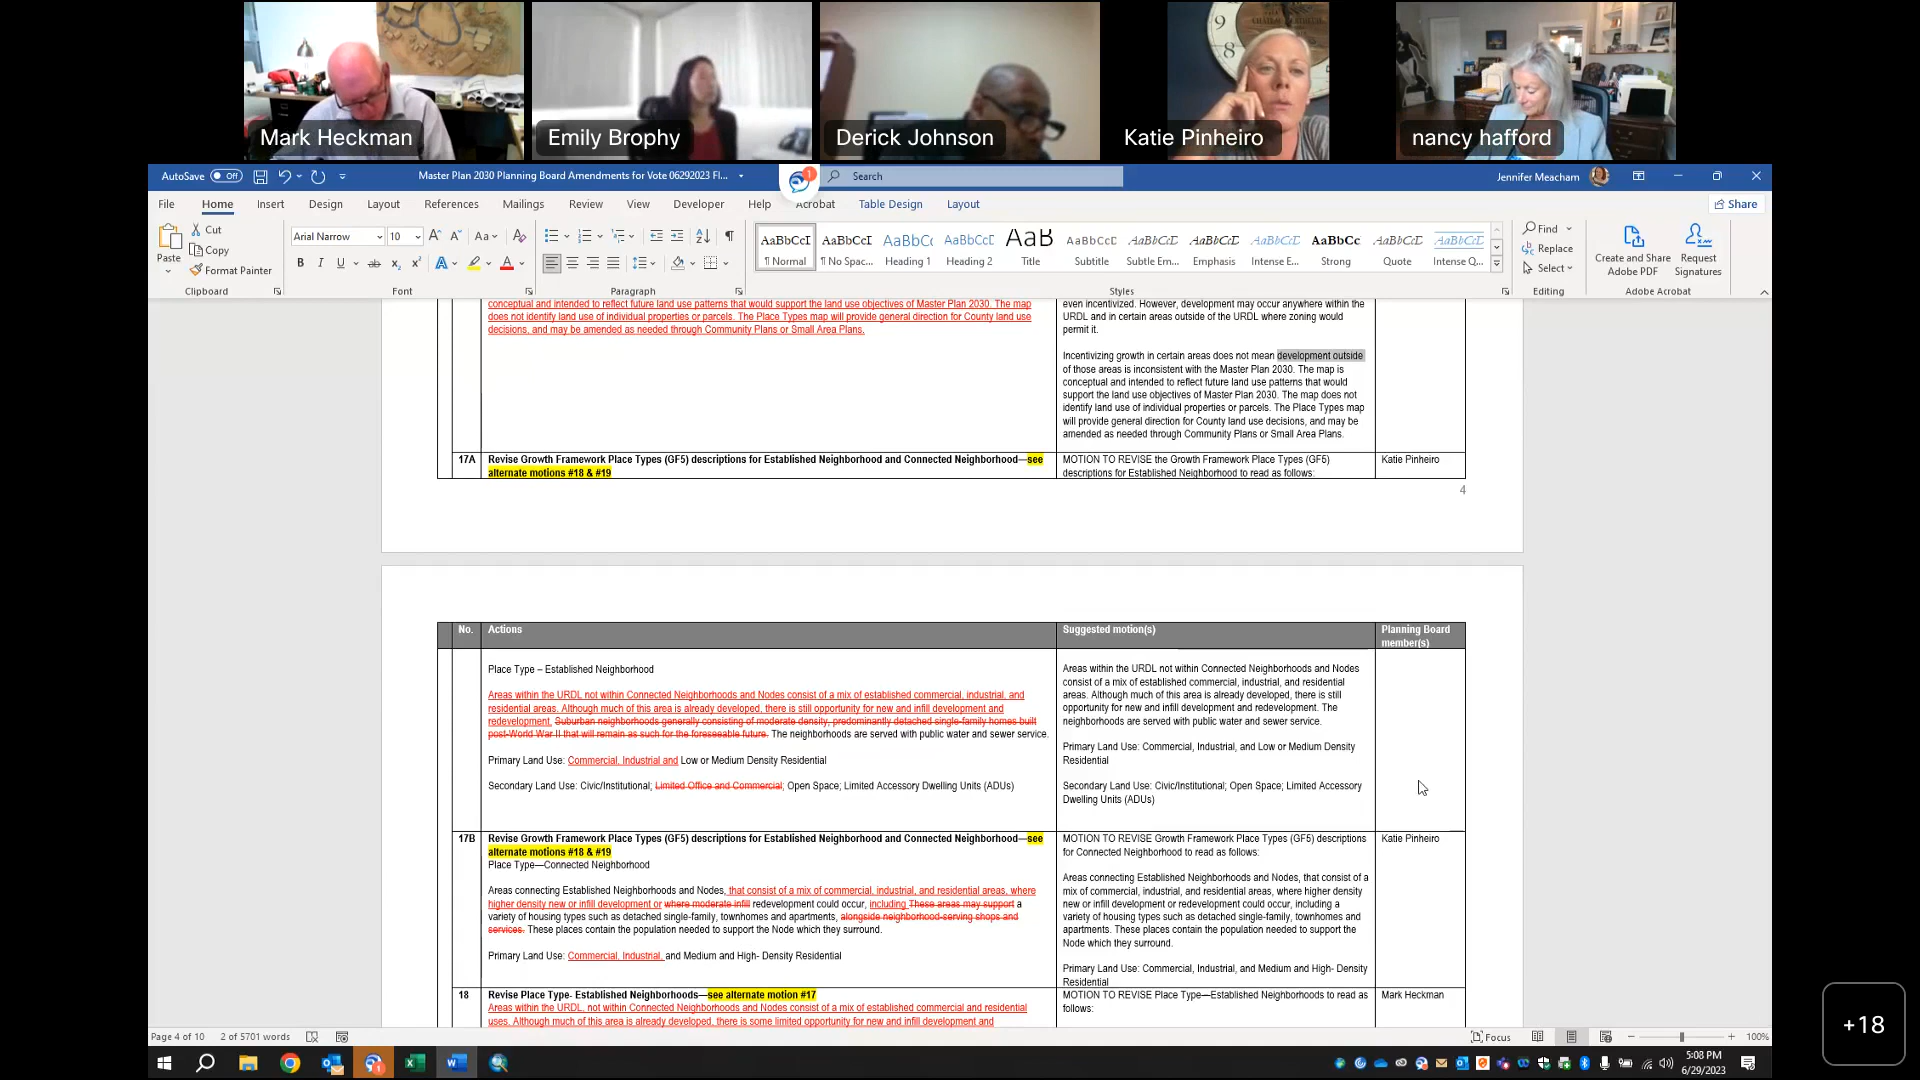 Mark Heckman
Emily Brophy
Derick Johnson
Katie Pinheiro
nancy hafford
AutoSave Off
Master Plan 2030 Planning Board Amendments for Vote 06292023 Fl...
Search
Jennifer Meacham
File Home Insert Design Layout References Mailings Review View Developer Help Acrobat Table Design Layout Share
Paste
Cut
Copy
Format Painter
Clipboard
Arial Narrow 10
Font
Paragraph
AaBbCcI AaBbCcI AaBbCc AaBbCcD AaB AaBbCcD AaBbCcD AaBbCcD AaBbCcD AaBbCc AaBbCcD AaBbCcD
¶ Normal ¶ No Spac... Heading 1 Heading 2 Title Subtitle Subtle Em... Emphasis Intense E... Strong Quote Intense Q...
Styles
Find
Replace
Select
Editing
Create and Share Adobe PDF
Request Signatures
Adobe Acrobat
conceptual and intended to reflect future land use patterns that would support the land use objectives of Master Plan 2030. The map
does not identify land use of individual properties or parcels. The Place Types map will provide general direction for County land use
decisions, and may be amended as needed through Community Plans or Small Area Plans.
even incentivized. However, development may occur anywhere within the
URDL and in certain areas outside of the URDL where zoning would
permit it.
Incentivizing growth in certain areas does not mean development outside
of those areas is inconsistent with the Master Plan 2030. The map is
conceptual and intended to reflect future land use patterns that would
support the land use objectives of Master Plan 2030. The map does not
identify land use of individual properties or parcels. The Place Types map
will provide general direction for County land use decisions, and may be
amended as needed through Community Plans or Small Area Plans.
17A
Revise Growth Framework Place Types (GF5) descriptions for Established Neighborhood and Connected Neighborhood—see
alternate motions #18 & #19
MOTION TO REVISE the Growth Framework Place Types (GF5)
descriptions for Established Neighborhood to read as follows:
Katie Pinheiro
4
No. Actions Suggested motion(s) Planning Board
member(s)
Place Type – Established Neighborhood
Areas within the URDL not within Connected Neighborhoods and Nodes consist of a mix of established commercial, industrial, and
residential areas. Although much of this area is already developed, there is still opportunity for new and infill development and
redevelopment. Suburban neighborhoods generally consisting of moderate density, predominantly detached single-family homes built
post-World War II that will remain as such for the foreseeable future. The neighborhoods are served with public water and sewer service.
Primary Land Use: Commercial, Industrial and Low or Medium Density Residential
Secondary Land Use: Civic/Institutional; Limited Office and Commercial; Open Space; Limited Accessory Dwelling Units (ADUs)
Areas within the URDL not within Connected Neighborhoods and Nodes
consist of a mix of established commercial, industrial, and residential
areas. Although much of this area is already developed, there is still
opportunity for new and infill development and redevelopment. The
neighborhoods are served with public water and sewer service.
Primary Land Use: Commercial, Industrial, and Low or Medium Density
Residential
Secondary Land Use: Civic/Institutional; Open Space; Limited Accessory
Dwelling Units (ADUs)
17B
Revise Growth Framework Place Types (GF5) descriptions for Established Neighborhood and Connected Neighborhood—see
alternate motions #18 & #19
Place Type—Connected Neighborhood
Areas connecting Established Neighborhoods and Nodes, that consist of a mix of commercial, industrial, and residential areas, where
higher density new or infill development or where moderate infill redevelopment could occur, including These areas may support a
variety of housing types such as detached single-family, townhomes and apartments, alongside neighborhood-serving shops and
services. These places contain the population needed to support the Node which they surround.
Primary Land Use: Commercial, Industrial, and Medium and High- Density Residential
MOTION TO REVISE Growth Framework Place Types (GF5) descriptions
for Connected Neighborhood to read as follows:
Areas connecting Established Neighborhoods and Nodes, that consist of a
mix of commercial, industrial, and residential areas, where higher density
new or infill development or redevelopment could occur, including a
variety of housing types such as detached single-family, townhomes and
apartments. These places contain the population needed to support the
Node which they surround.
Primary Land Use: Commercial, Industrial, and Medium and High- Density
Residential
Katie Pinheiro
18
Revise Place Type- Established Neighborhoods—see alternate motion #17
Areas within the URDL, not within Connected Neighborhoods and Nodes consist of a mix of established commercial and residential
uses. Although much of this area is already developed, there is some limited opportunity for new and infill development and
MOTION TO REVISE Place Type—Established Neighborhoods to read as
follows:
Mark Heckman
+18
Page 4 of 10 2 of 5701 words Focus 100%
5:08 PM
6/29/2023